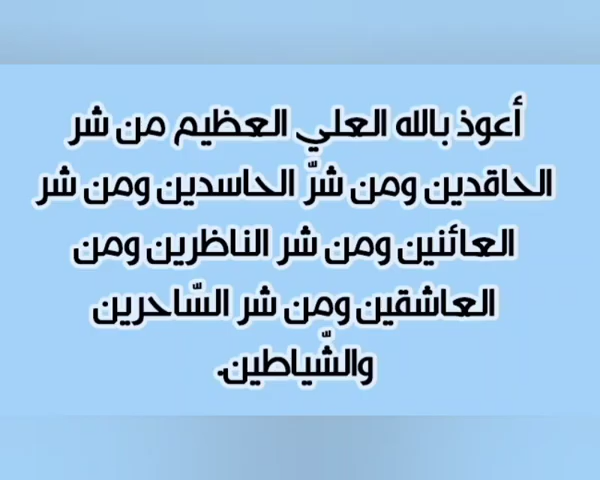 أعوذ بالله العلي العظيم من شر
الحاقدين ومن شرّ الحاسدين ومن شر
العائنين ومن شر الناظرين ومن
العاشقين ومن شر السّاحرين
والشّياطين.